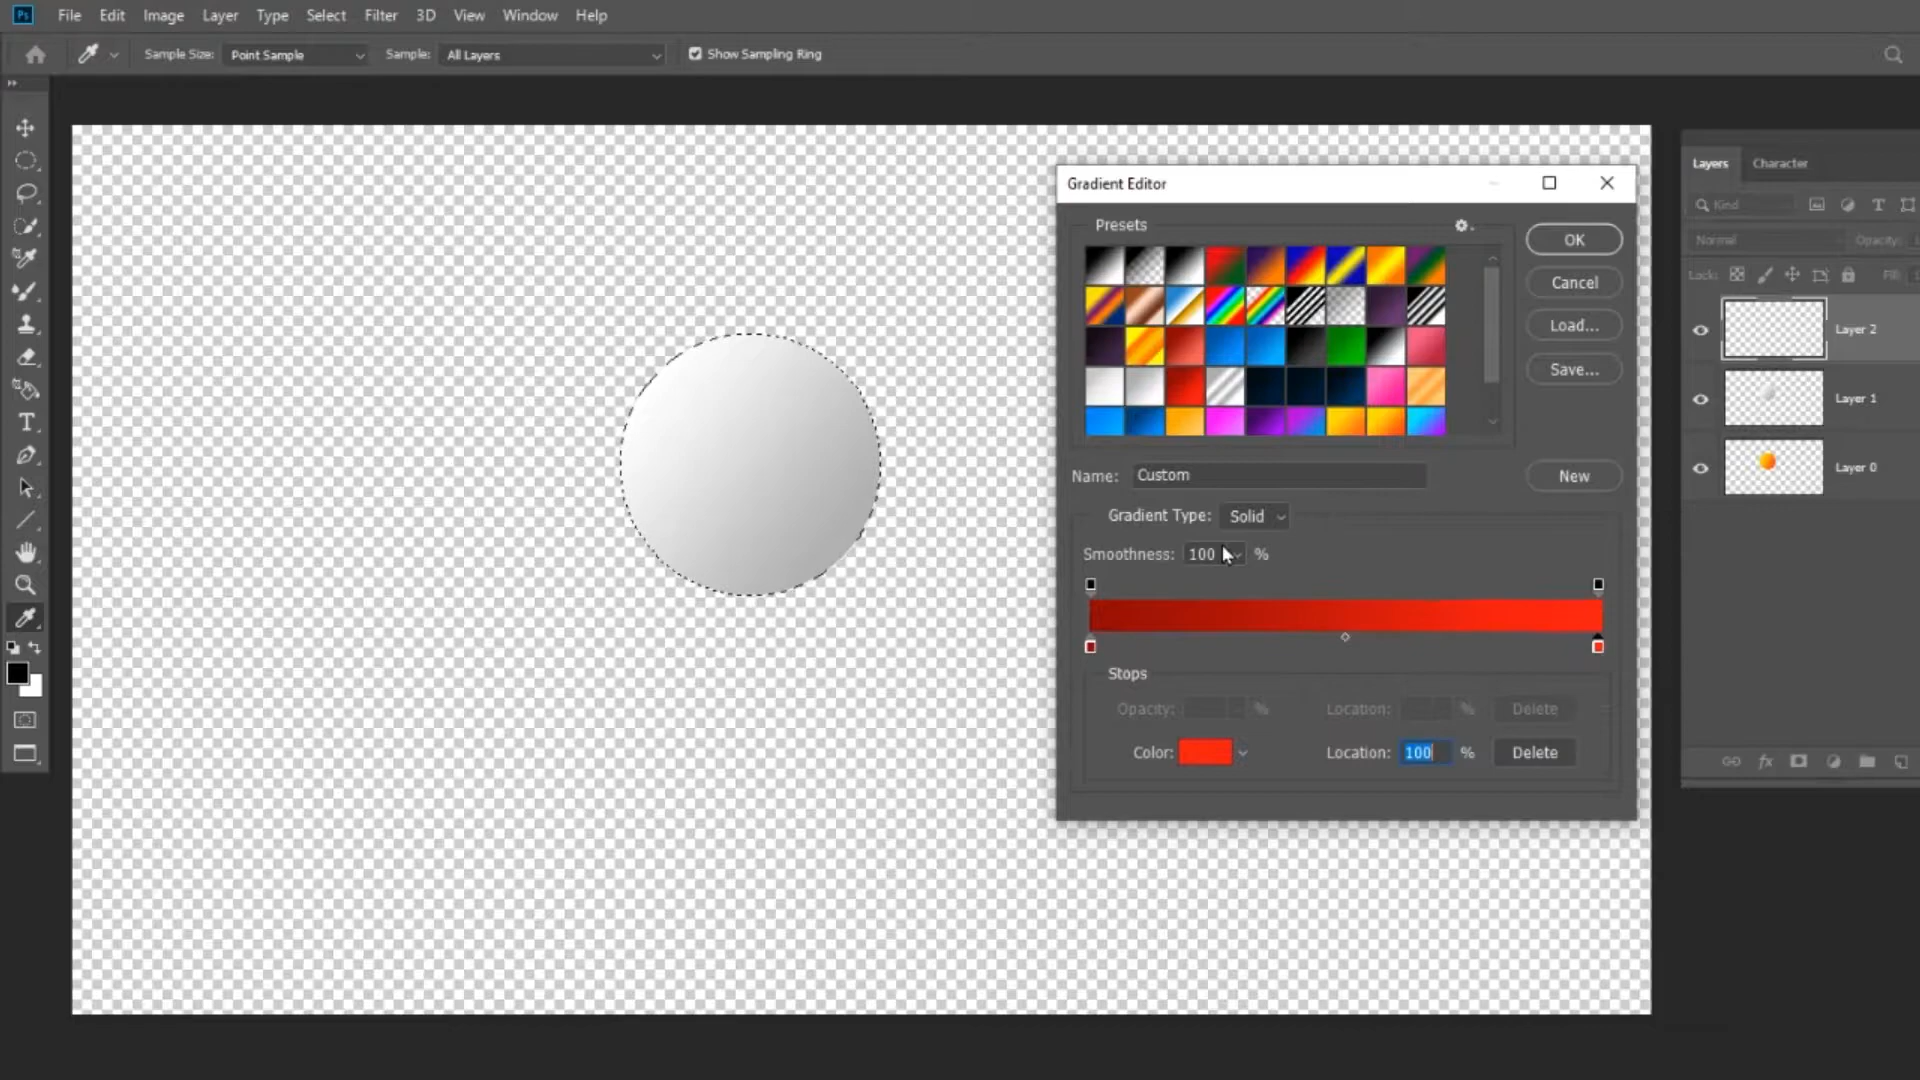 Ps File Edit Image Layer Type Select Filter 3D View Window Help
Sample Size: Point Sample Sample: All Layers Show Sampling Ring
Gradient Editor
Presets
OK
Cancel
Load...
Save...
Name: Custom New
Gradient Type: Solid
Smoothness: 100 %
Stops
Opacity: % Location: % Delete
Color: Location: 100 % Delete
Layers Character
Kind
Normal Opacity:
Lock: Fill:
Layer 2
Layer 1
Layer 0
fx